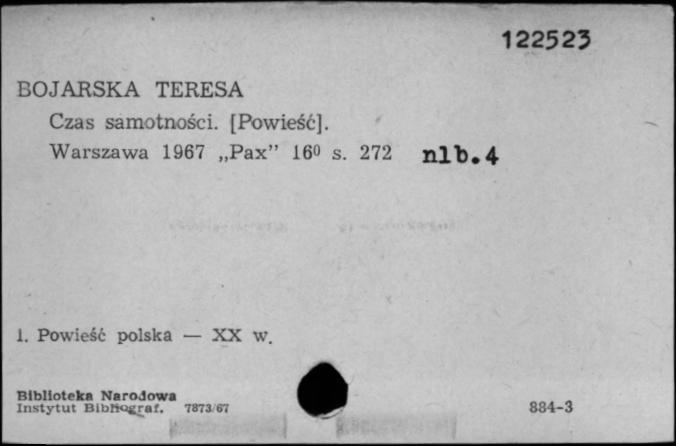 122523
BOJARSKA TERESA
Czas samotności. [Powieść].
Warszawa 1967 „Pax” 16⁰ s. 272 nlb.4
1. Powieść polska — XX w.
Biblioteka Narodowa
Instytut Bibliograf. 7873/67
884-3